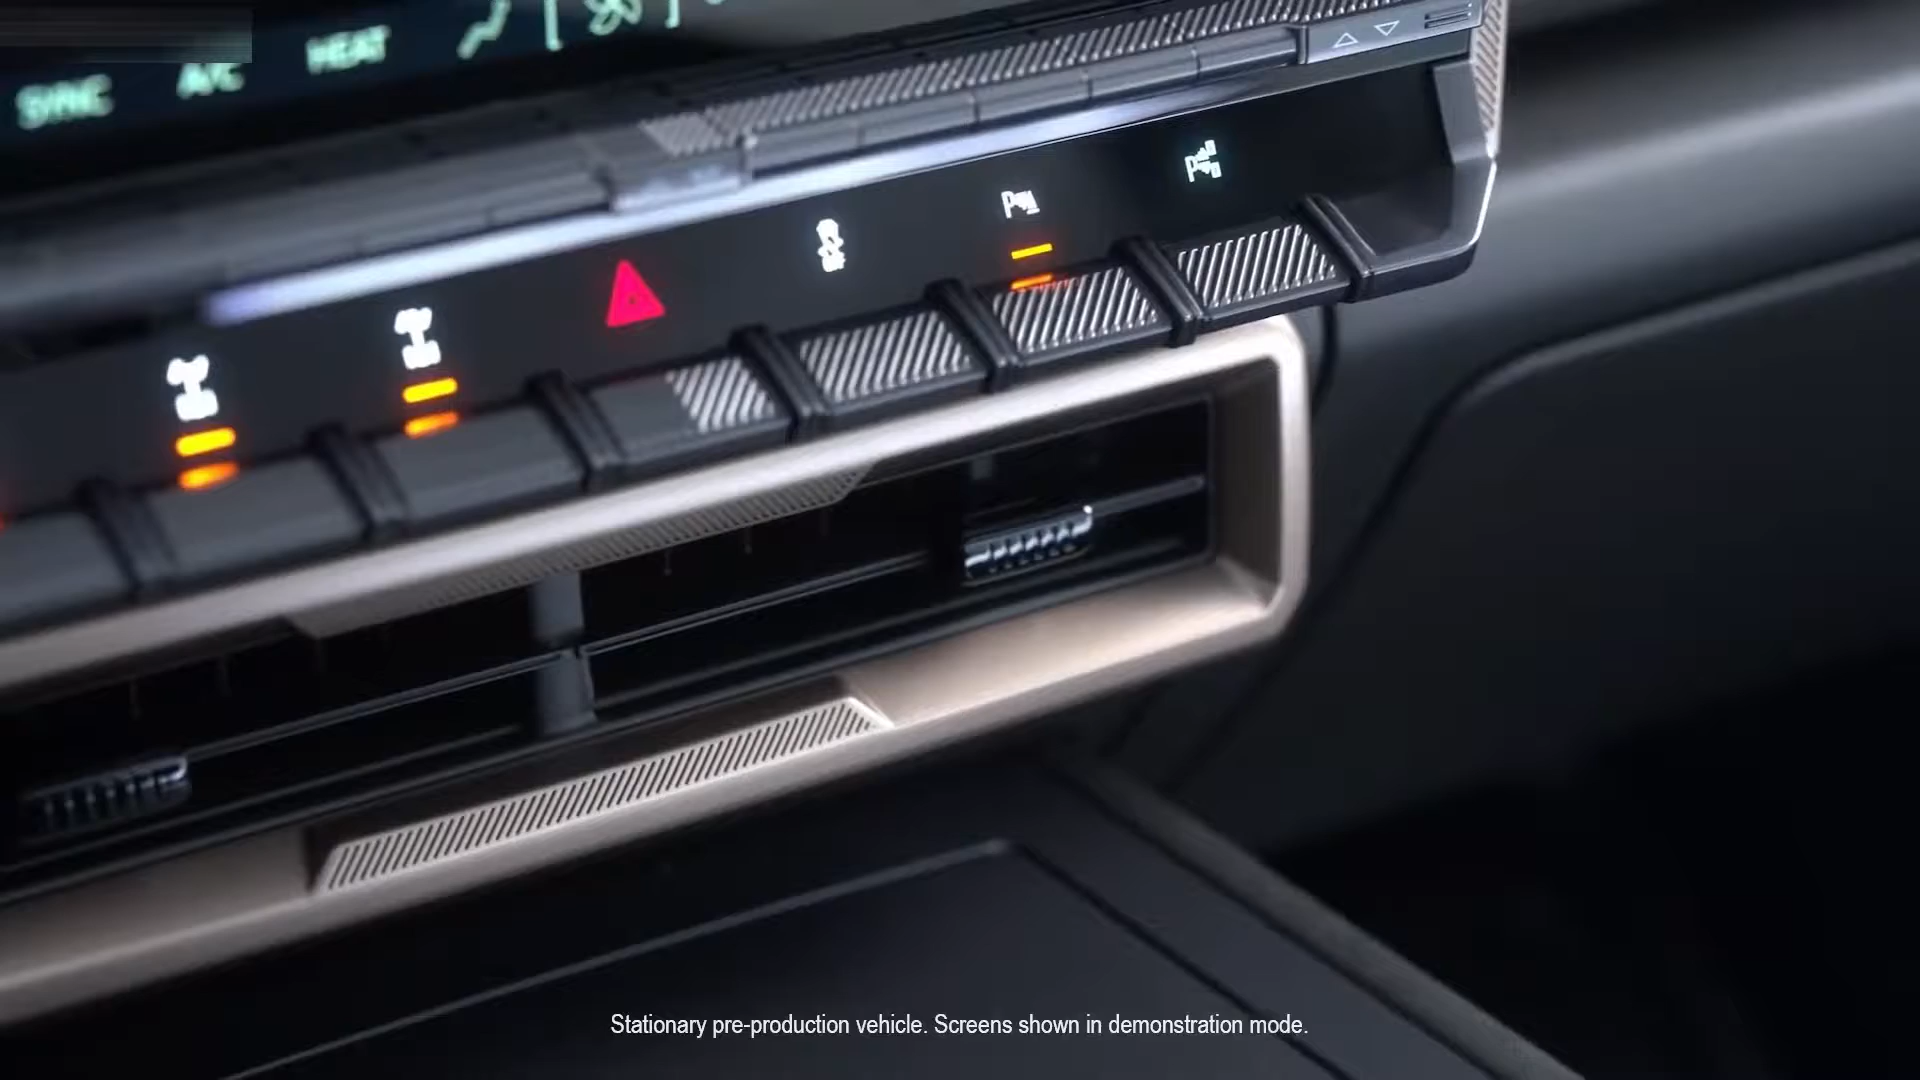 SYNC A/C HEAT
P
P
Stationary pre-production vehicle. Screens shown in demonstration mode.